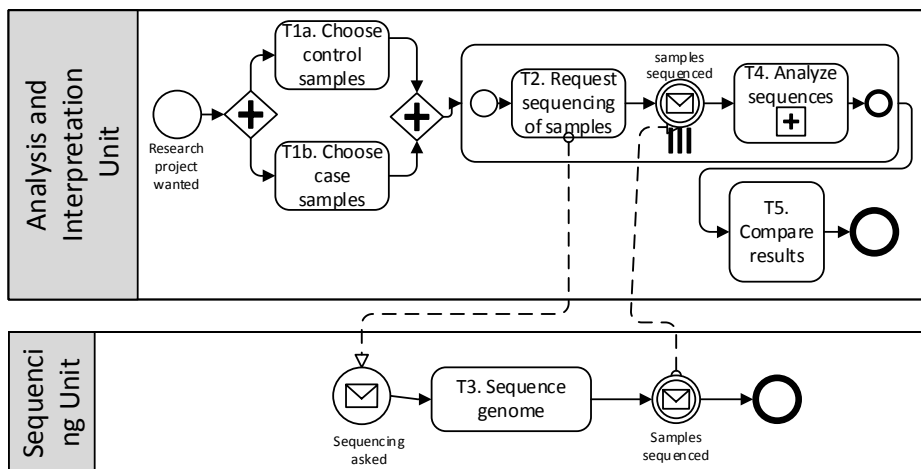 Analysis and
Interpretation
Unit
Research
project
wanted
T1a. Choose
control
samples
T1b. Choose
case
samples
T2. Request
sequencing
of samples
samples
sequenced
T4. Analyze
sequences
T5.
Compare
results
Sequenci
ng Unit
Sequencing
asked
T3. Sequence
genome
Samples
sequenced